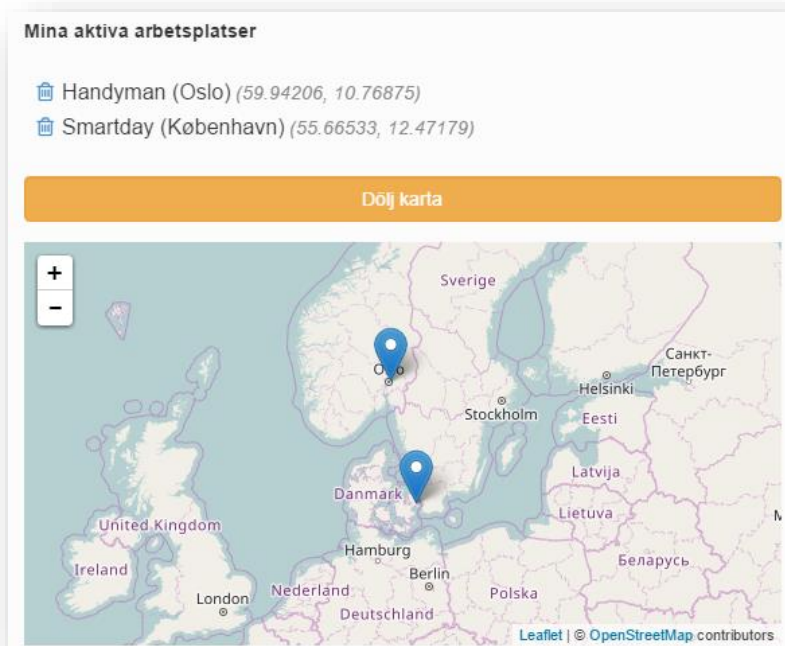 Mina aktiva arbetsplatser
Handyman (Oslo) (59.94206, 10.76875)
Smartday (København) (55.66533, 12.47179)
Dölj karta
+
−
Sverige
Санкт-
Петербург
Oslo
Helsinki
Stockholm
Eesti
Latvija
Danmark
Lietuva
United Kingdom
Hamburg
Беларусь
Ireland
Berlin
London
Nederland
Polska
Deutschland
Leaflet | © OpenStreetMap contributors